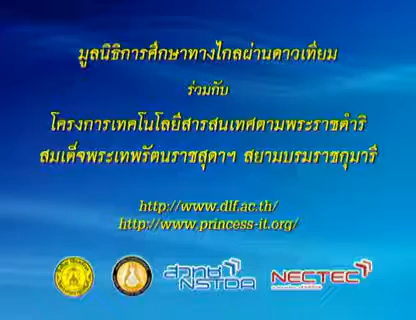 มูลนิธิการศึกษาทางไกลผ่านดาวเทียม
ร่วมกับ
โครงการเทคโนโลยีสารสนเทศตามพระราชดำริ
สมเด็จพระเทพรัตนราชสุดาฯ สยามบรมราชกุมารี
http://www.dlf.ac.th/
http://www.princess-it.org/
สวทช
NSTDA
NECTEC